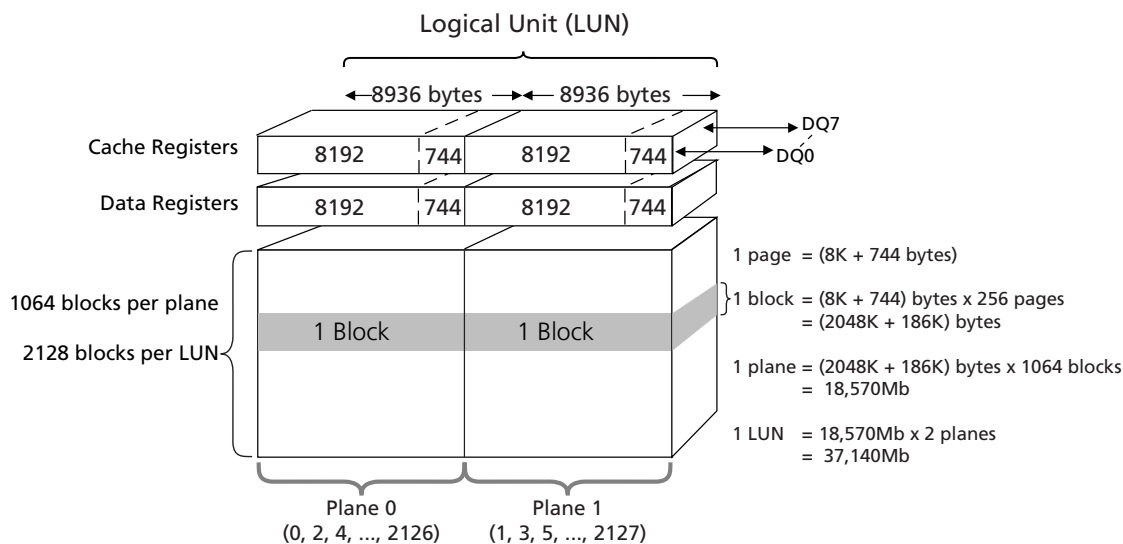 Logical Unit (LUN)
8936 bytes 8936 bytes
Cache Registers 8192 744 8192 744 DQ7
DQ0
Data Registers 8192 744 8192 744
1 page = (8K + 744 bytes)
1064 blocks per plane
1 Block 1 Block
1 block = (8K + 744) bytes x 256 pages
= (2048K + 186K) bytes
2128 blocks per LUN
1 plane = (2048K + 186K) bytes x 1064 blocks
= 18,570Mb
1 LUN = 18,570Mb x 2 planes
= 37,140Mb
Plane 0
(0, 2, 4, ..., 2126)
Plane 1
(1, 3, 5, ..., 2127)